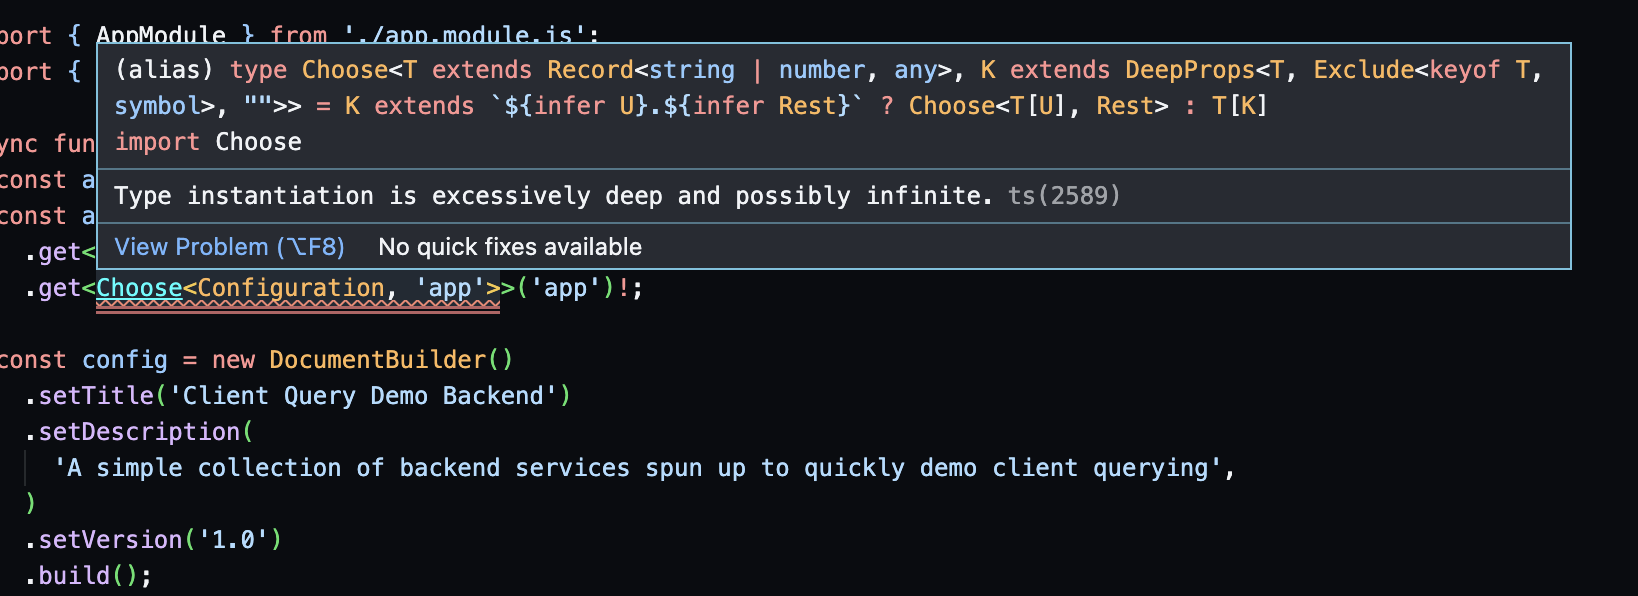 port { AppModule } from './app.module.js';
port {
(alias) type Choose<T extends Record<string | number, any>, K extends DeepProps<T, Exclude<keyof T,
symbol>, "">> = K extends `${infer U}.${infer Rest}` ? Choose<T[U], Rest> : T[K]
import Choose
ync fun
const a
Type instantiation is excessively deep and possibly infinite. ts(2589)
const a
.get<
View Problem (⌥F8) No quick fixes available
.get<Choose<Configuration, 'app'>>('app')!;
const config = new DocumentBuilder()
.setTitle('Client Query Demo Backend')
.setDescription(
'A simple collection of backend services spun up to quickly demo client querying',
)
.setVersion('1.0')
.build();